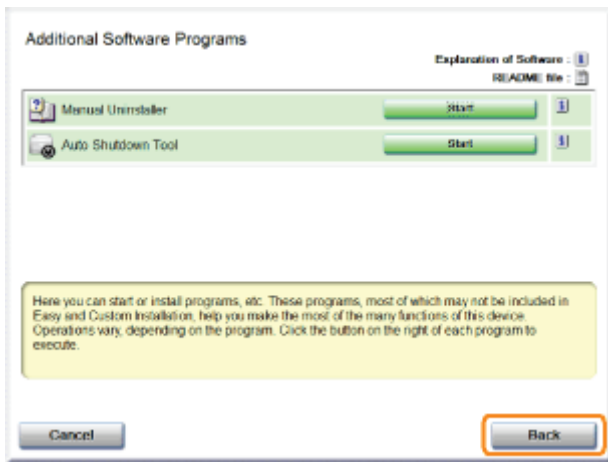 Additional Software Programs
Explanation of Software :
README file :
Manual Uninstaller Start
Auto Shutdown Tool Start
Here you can start or install programs, etc. These programs, most of which may not be included in
Easy and Custom Installation, help you make the most of the many functions of this device.
Operations vary, depending on the program. Click the button on the right of each program to
execute.
Cancel Back